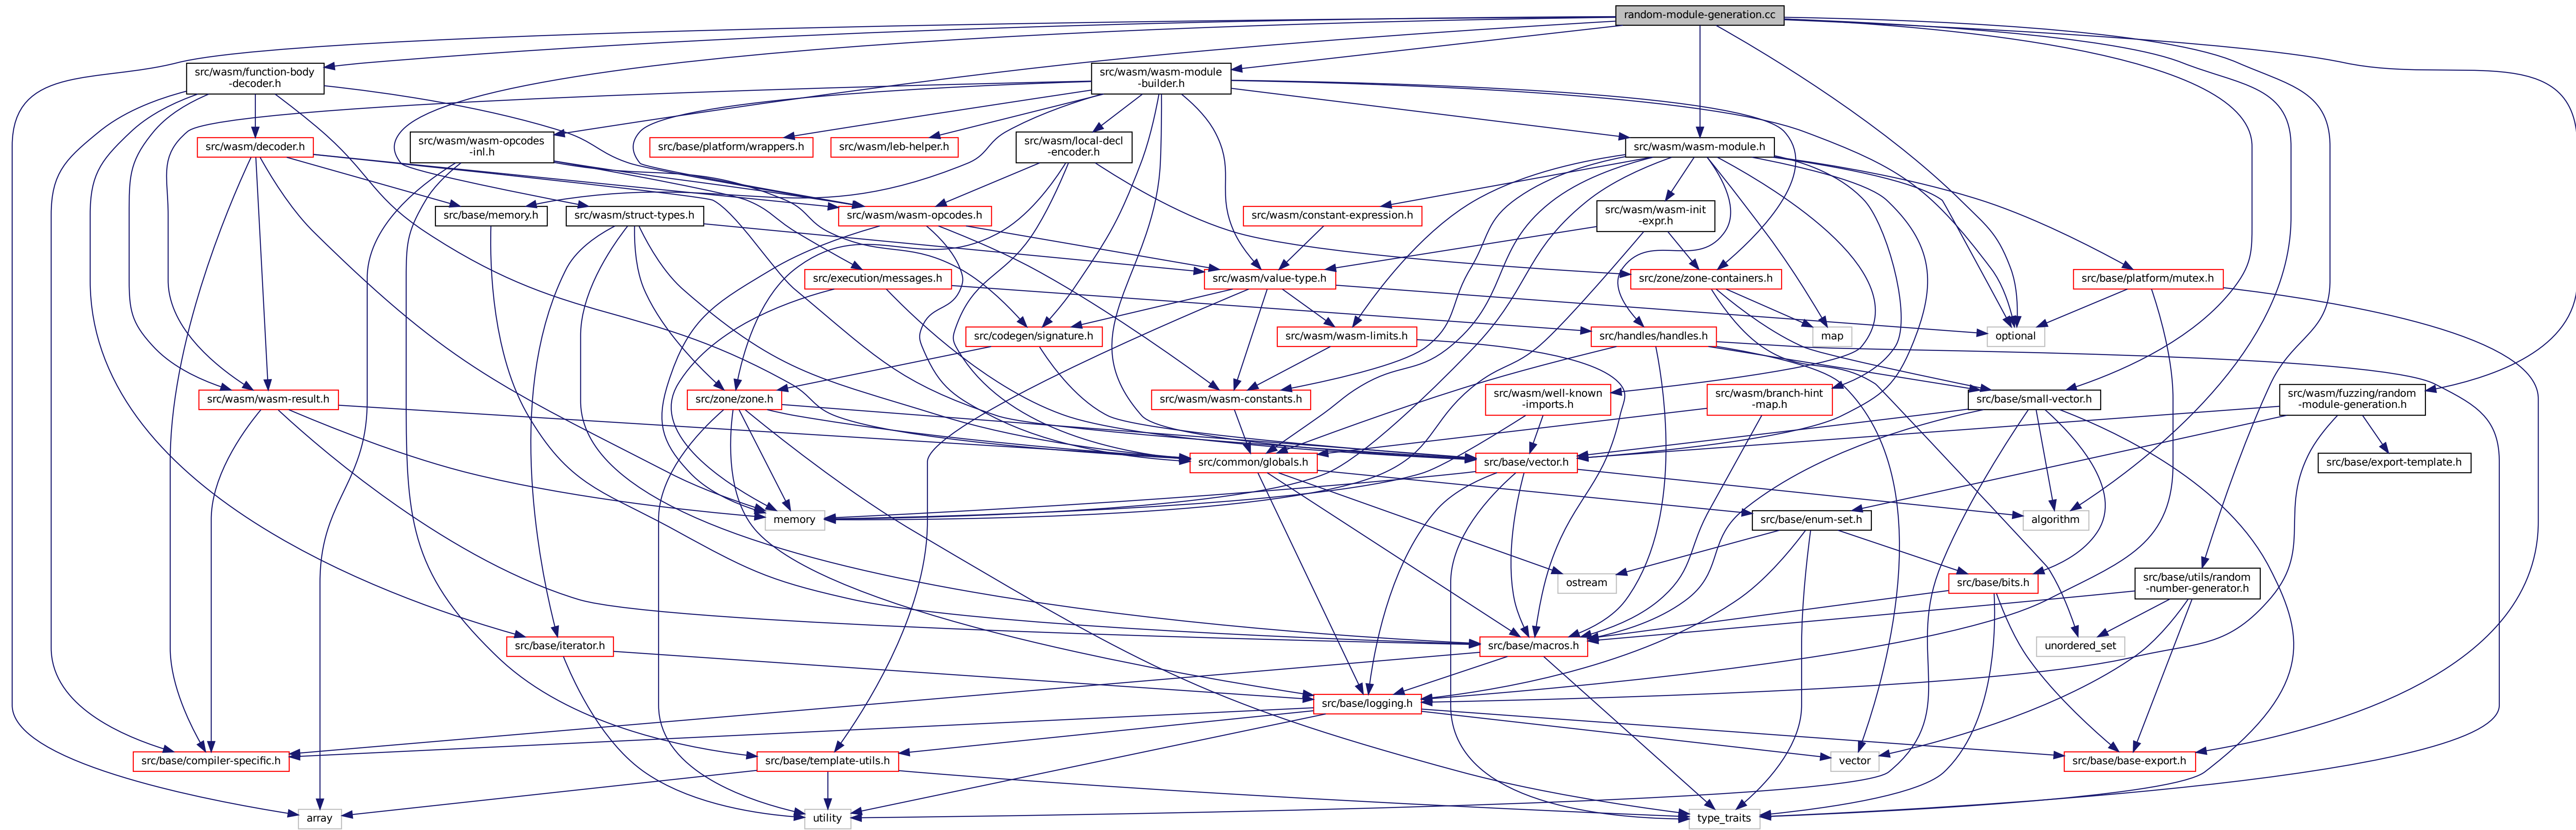 random-module-generation.cc
src/wasm/function-body
-decoder.h
src/wasm/wasm-module
-builder.h
src/wasm/decoder.h
src/wasm/wasm-opcodes
-inl.h
src/base/platform/wrappers.h
src/wasm/leb-helper.h
src/wasm/local-decl
-encoder.h
src/wasm/wasm-module.h
src/base/memory.h
src/wasm/struct-types.h
src/wasm/wasm-opcodes.h
src/wasm/constant-expression.h
src/wasm/wasm-init
-expr.h
src/execution/messages.h
src/wasm/value-type.h
src/zone/zone-containers.h
src/base/platform/mutex.h
src/codegen/signature.h
src/wasm/wasm-limits.h
src/handles/handles.h
map
optional
src/wasm/wasm-result.h
src/zone/zone.h
src/wasm/wasm-constants.h
src/wasm/well-known
-imports.h
src/wasm/branch-hint
-map.h
src/base/small-vector.h
src/wasm/fuzzing/random
-module-generation.h
src/common/globals.h
src/base/vector.h
src/base/export-template.h
memory
src/base/enum-set.h
algorithm
ostream
src/base/bits.h
src/base/utils/random
-number-generator.h
src/base/iterator.h
src/base/macros.h
unordered_set
src/base/logging.h
src/base/compiler-specific.h
src/base/template-utils.h
vector
src/base/base-export.h
array
utility
type_traits